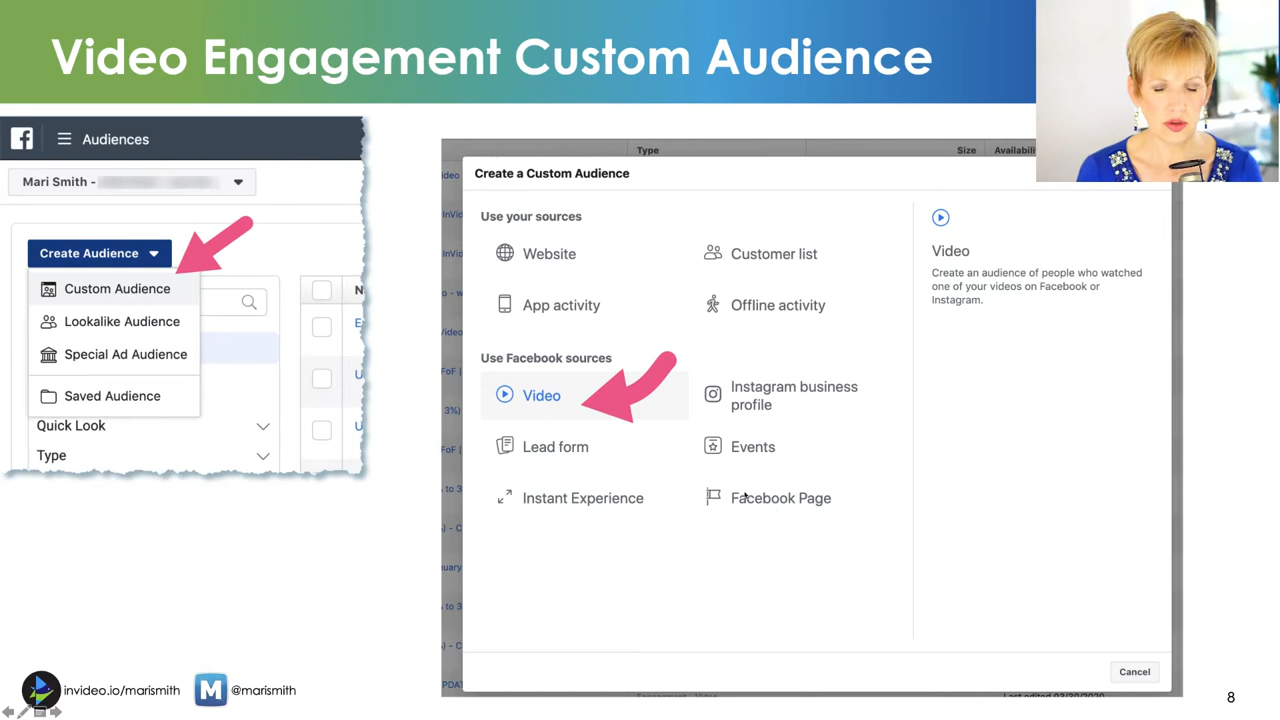 Video Engagement Custom Audience
Audiences
Mari Smith -
Create Audience
Custom Audience
Lookalike Audience
Special Ad Audience
Saved Audience
Quick Look
Type
Type
Size
Create a Custom Audience
Use your sources
Website
Customer list
App activity
Offline activity
Use Facebook sources
Video
Instagram business
profile
Lead form
Events
Instant Experience
Facebook Page
Video
Create an audience of people who watched
one of your videos on Facebook or
Instagram.
Cancel
invideo.io/marismith
M
@marismith
8